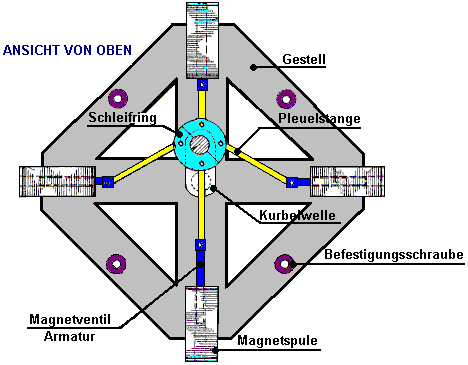 ANSICHT VON OBEN
Gestell
Schleifring
Pleuelstange
Kurbelwelle
Befestigungsschraube
Magnetventil
Armatur
Magnetspule